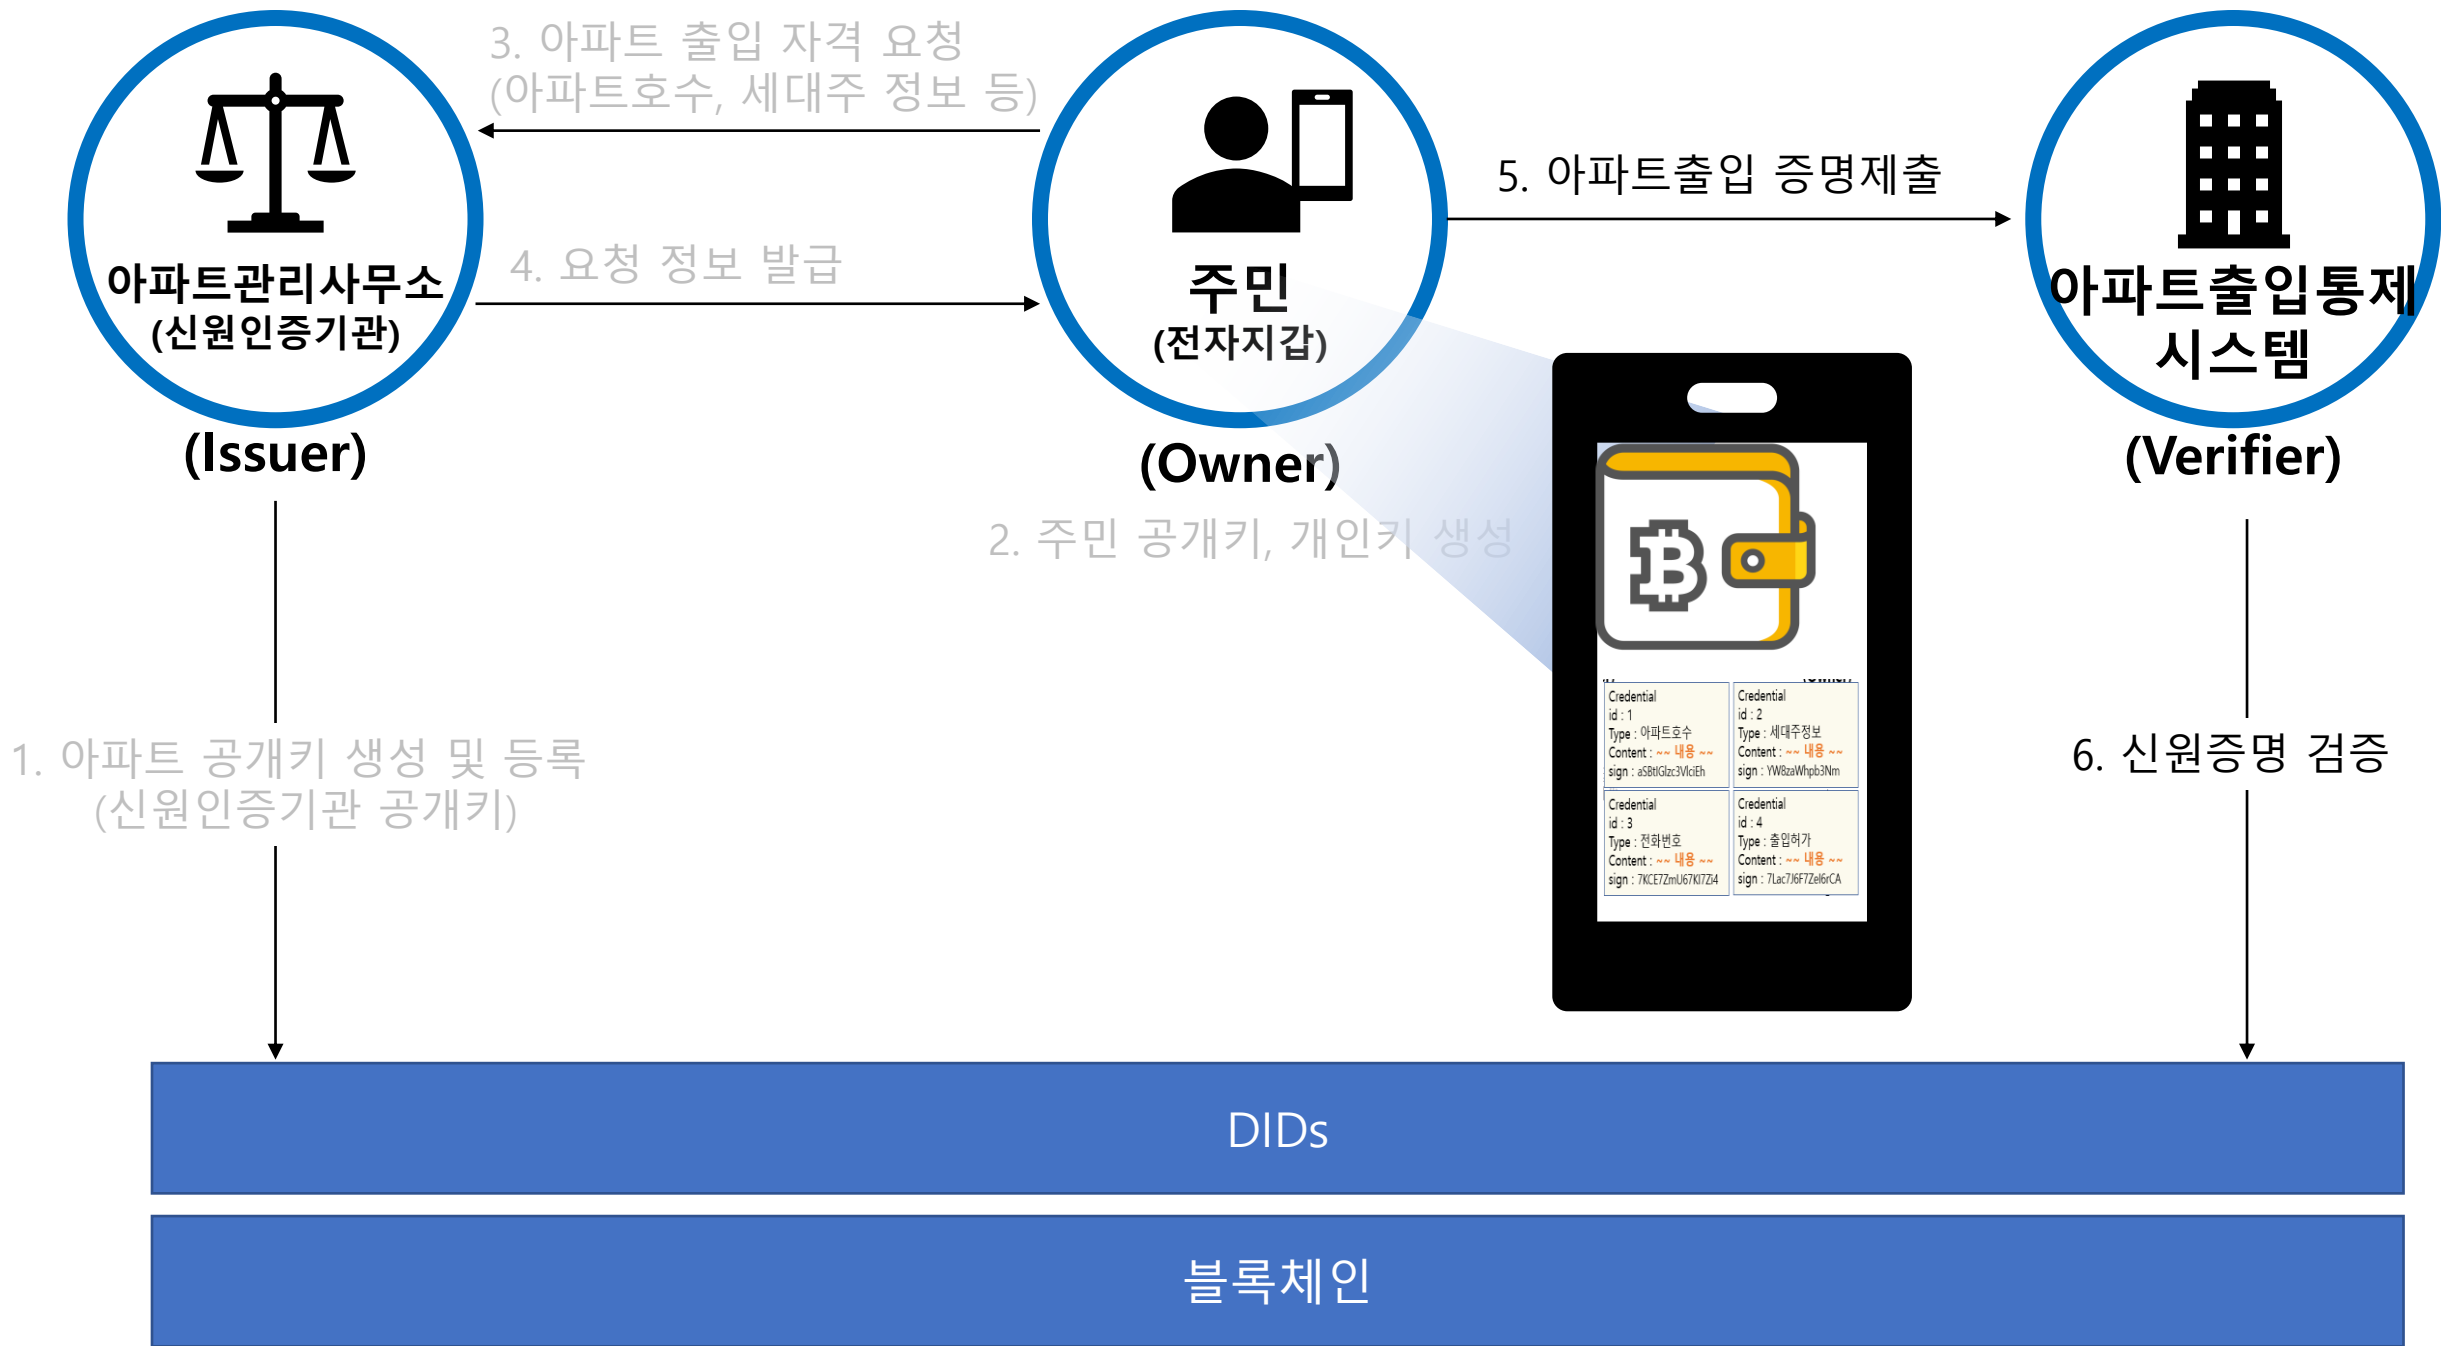 3. 아파트 출입 자격 요청
(아파트호수, 세대주 정보 등)
4. 요청 정보 발급
5. 아파트출입 증명제출
아파트관리사무소
(신원인증기관)
(Issuer)
주민
(전자지갑)
(Owner)
아파트출입통제
시스템
(Verifier)
2. 주민 공개키, 개인키 생성
1. 아파트 공개키 생성 및 등록
(신원인증기관 공개키)
6. 신원증명 검증
Credential
id : 1
Type : 아파트호수
Content : ~~ 내용 ~~
sign : aSBtIGlzc3VlciEh
Credential
id : 2
Type : 세대주정보
Content : ~~ 내용 ~~
sign : YW8zaWhpb3Nm
Credential
id : 3
Type : 전화번호
Content : ~~ 내용 ~~
sign : 7KCE7ZmU67KI7Zi4
Credential
id : 4
Type : 출입허가
Content : ~~ 내용 ~~
sign : 7Lac7J6F7ZeI6rCA
DIDs
블록체인